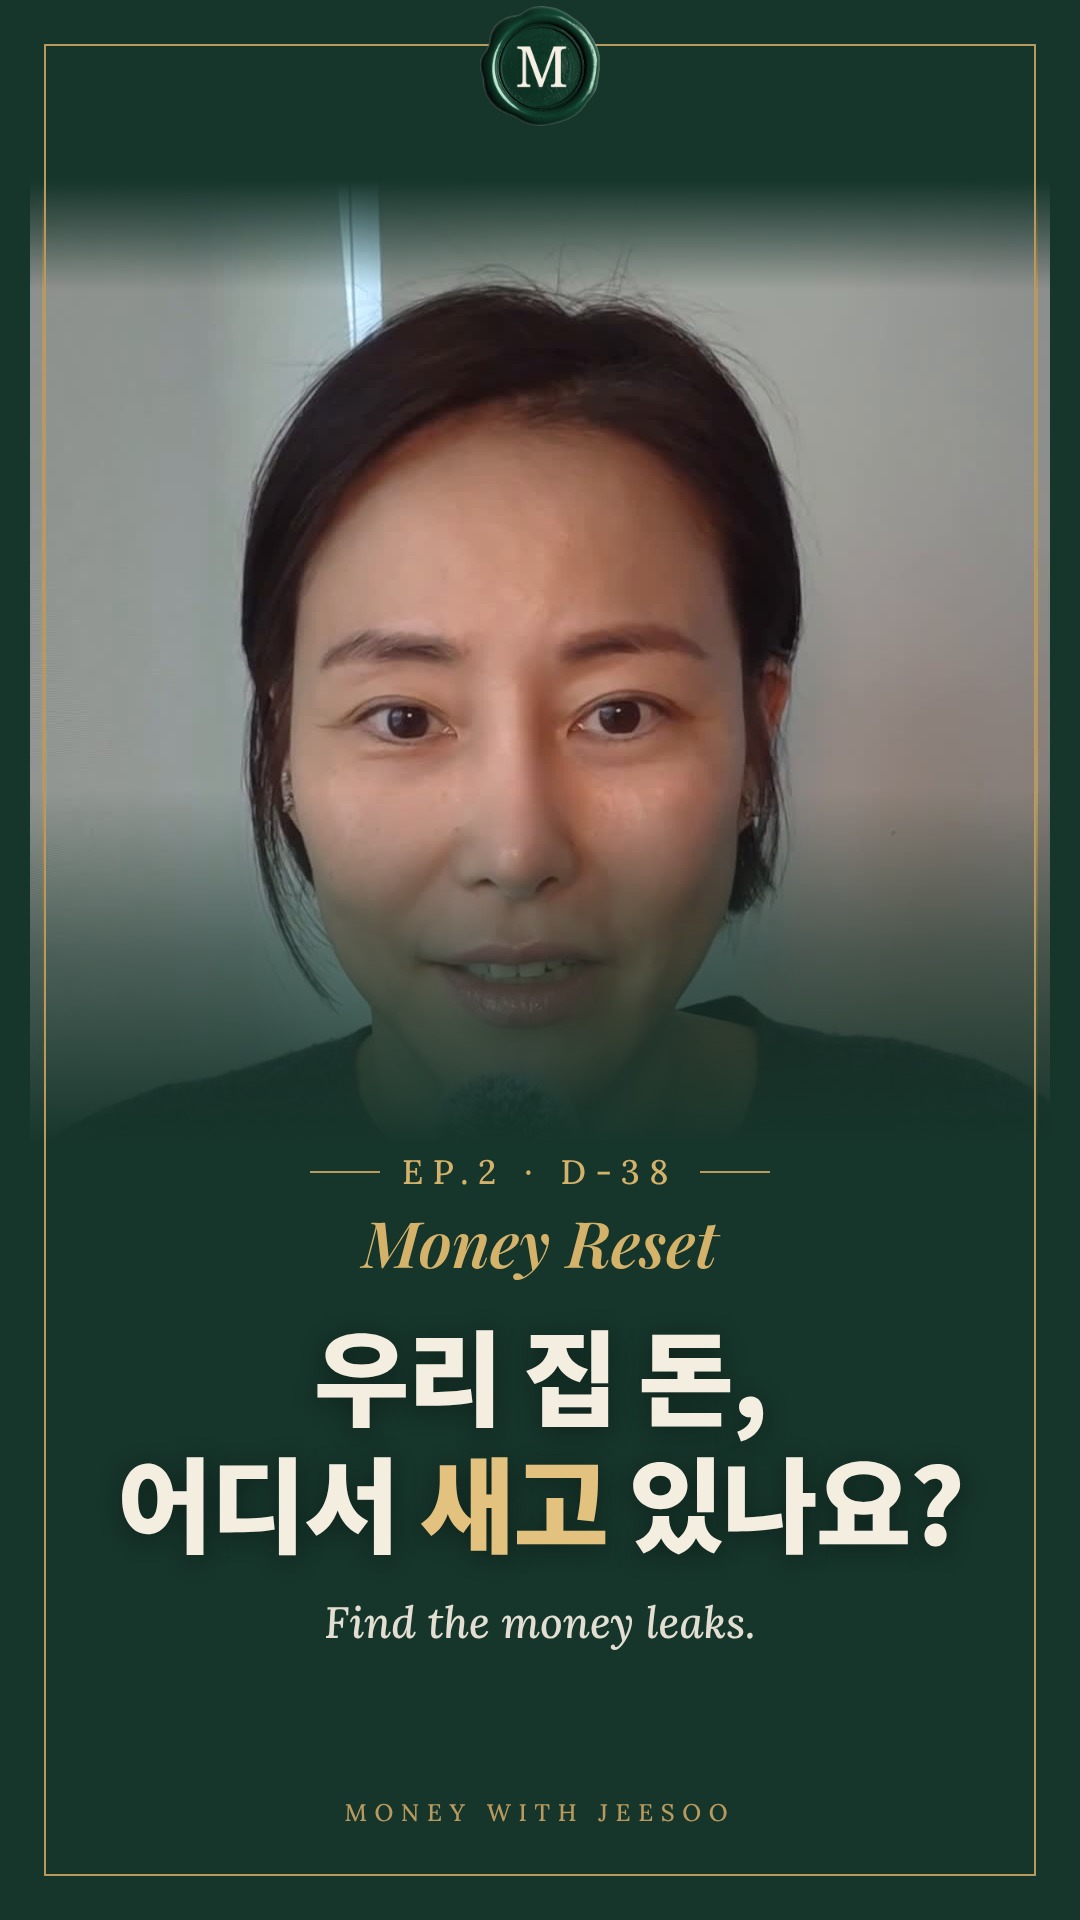 M
EP.2 · D-38
Money Reset
우리 집 돈,
어디서 새고 있나요?
Find the money leaks.
MONEY WITH JEESOO